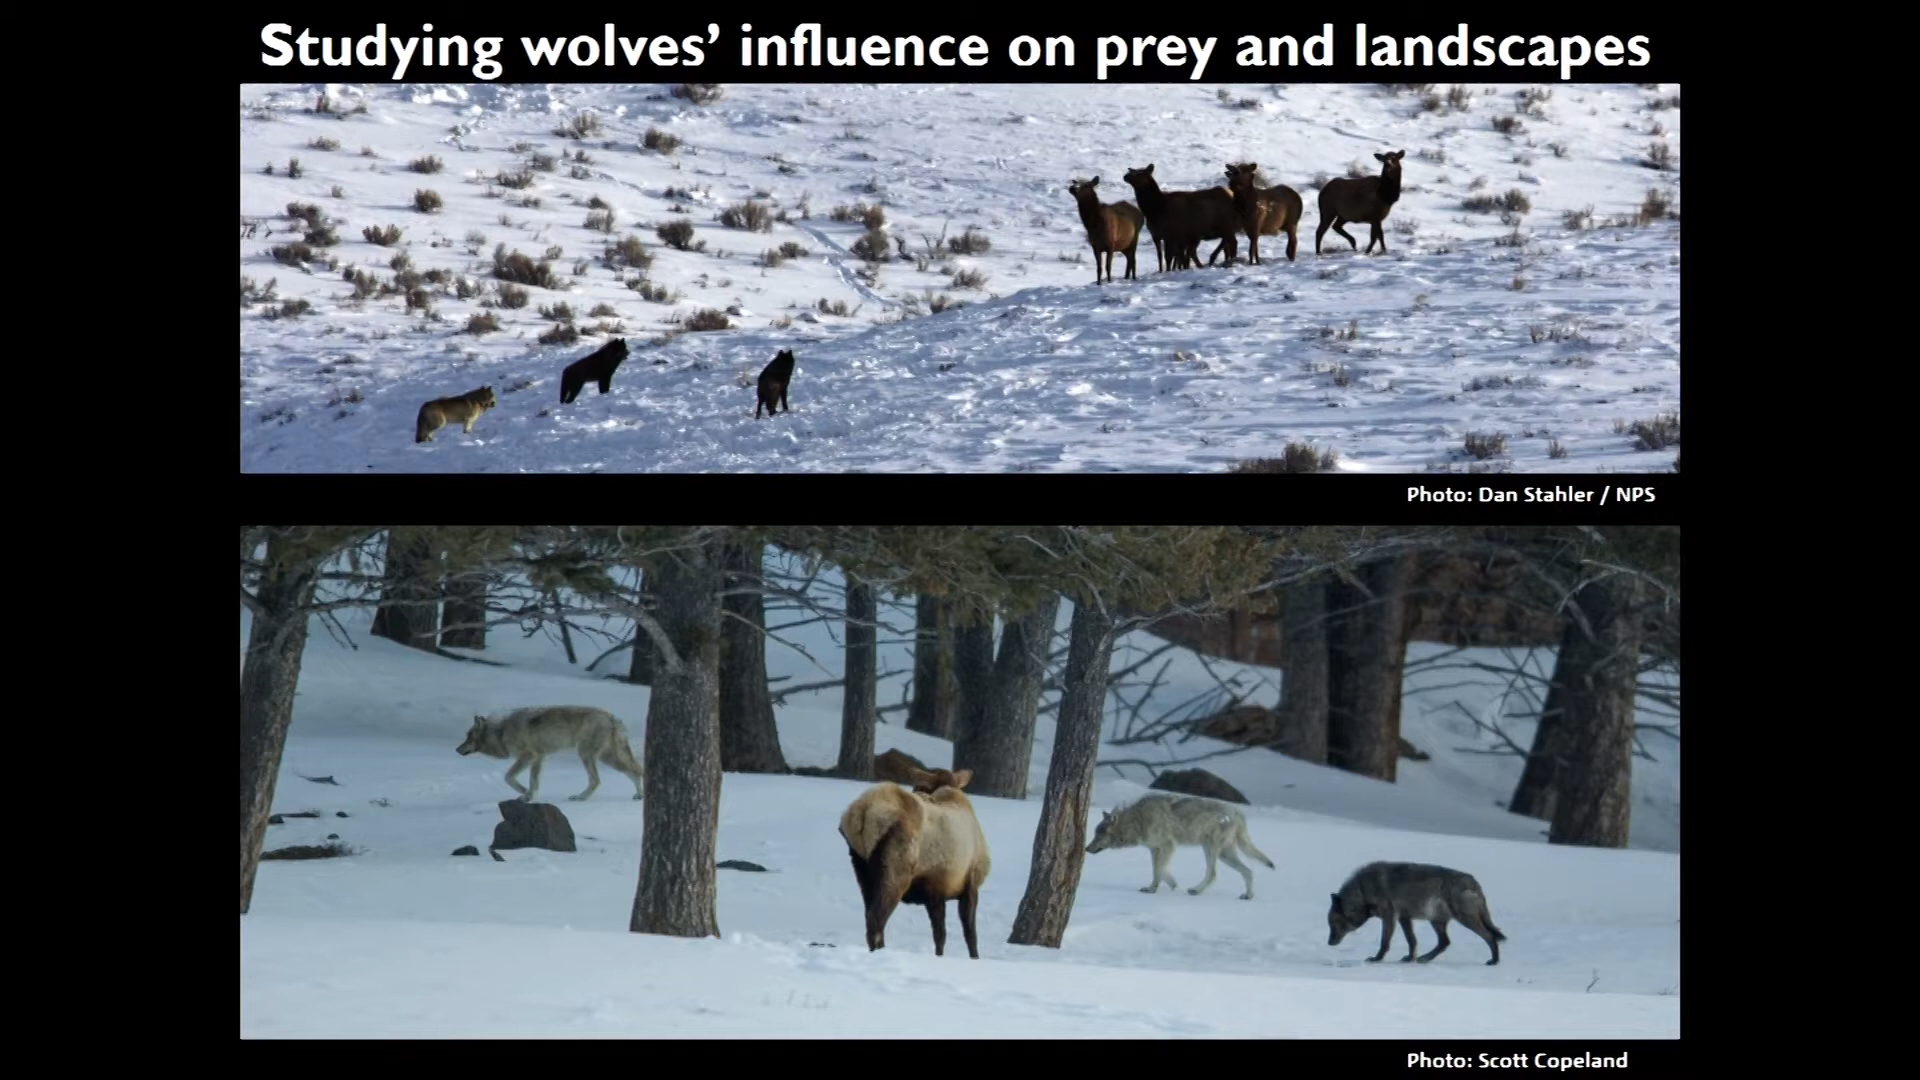 Studying wolves’ influence on prey and landscapes
Photo: Dan Stahler / NPS
Photo: Scott Copeland